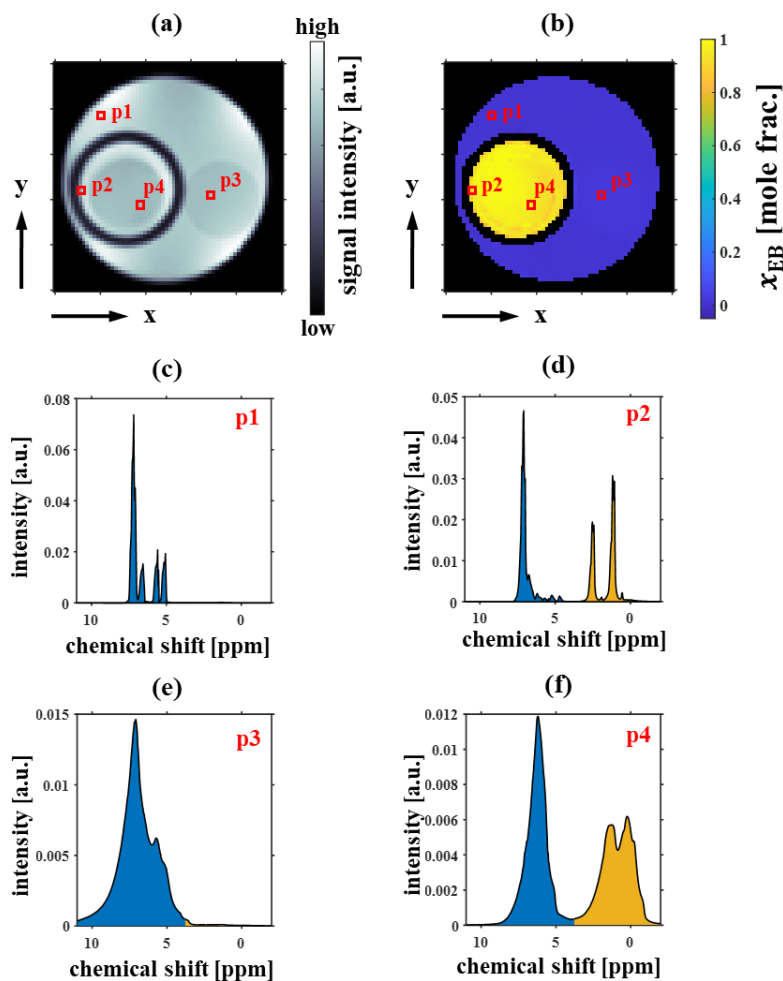 (a) (b)
high
low
signal intensity [a.u.]
p1
p2 p4 p3
y
x
1
0.8
0.6
0.4
0.2
0
xEB [mole frac.]
p1
p2 p4 p3
y
x
(c)
p1
0.08
0.06
0.04
0.02
0
10 5 0
intensity [a.u.]
chemical shift [ppm]
(d)
p2
0.05
0.04
0.03
0.02
0.01
0
10 5 0
intensity [a.u.]
chemical shift [ppm]
(e)
p3
0.015
0.01
0.005
0
10 5 0
intensity [a.u.]
chemical shift [ppm]
(f)
p4
0.012
0.01
0.008
0.006
0.004
0.002
0
10 5 0
intensity [a.u.]
chemical shift [ppm]